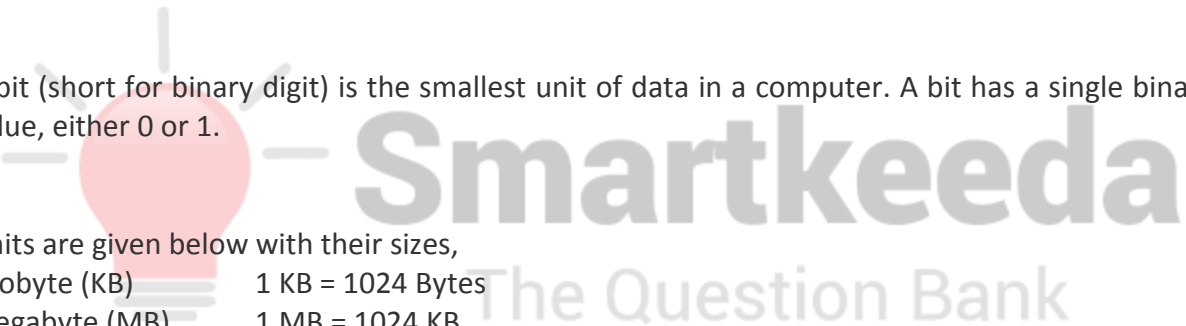 bit (short for binary digit) is the smallest unit of data in a computer. A bit has a single bina
lue, either 0 or 1.
Smartkeeda
its are given below with their sizes,
obyte (KB) 1 KB = 1024 Bytes
The Question Bank
egabyte (MB) 1 MB = 1024 KB